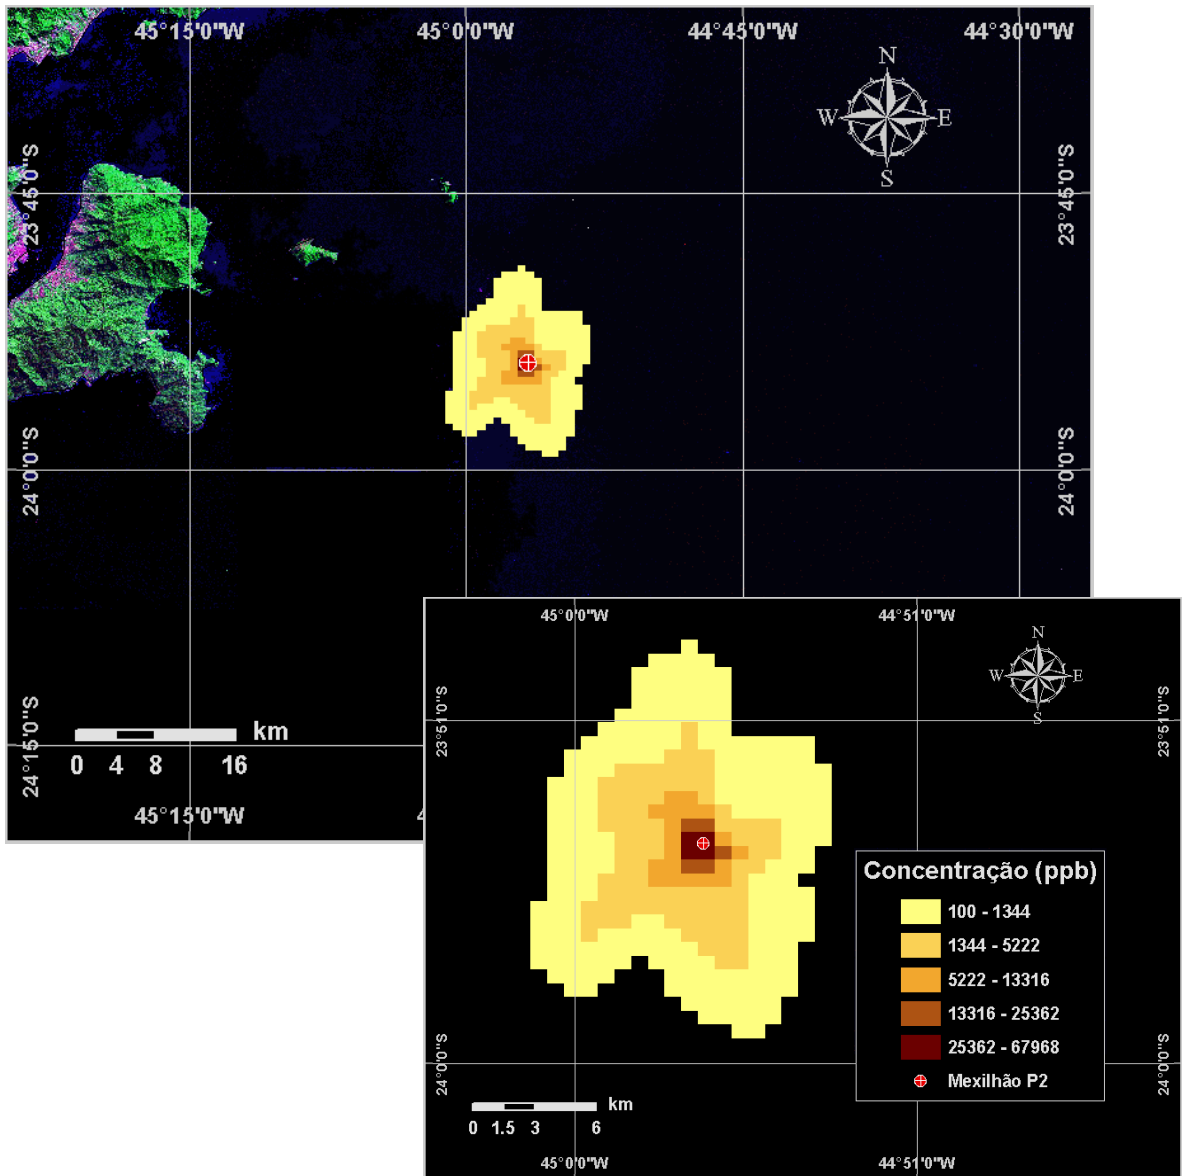 45°15'0"W 45°0'0"W 44°45'0"W 44°30'0"W
N
W E
S
23°45'0"S 23°45'0"S
24°0'0"S 24°0'0"S
24°15'0"S
km
0 4 8 16
45°15'0"W 4
45°0'0"W 44°51'0"W
N
W E
S
23°51'0"S 23°51'0"S
Concentração (ppb)
100 - 1344
1344 - 5222
5222 - 13316
13316 - 25362
25362 - 67968
Mexilhão P2
24°0'0"S 24°0'0"S
km
0 1.5 3 6
45°0'0"W 44°51'0"W